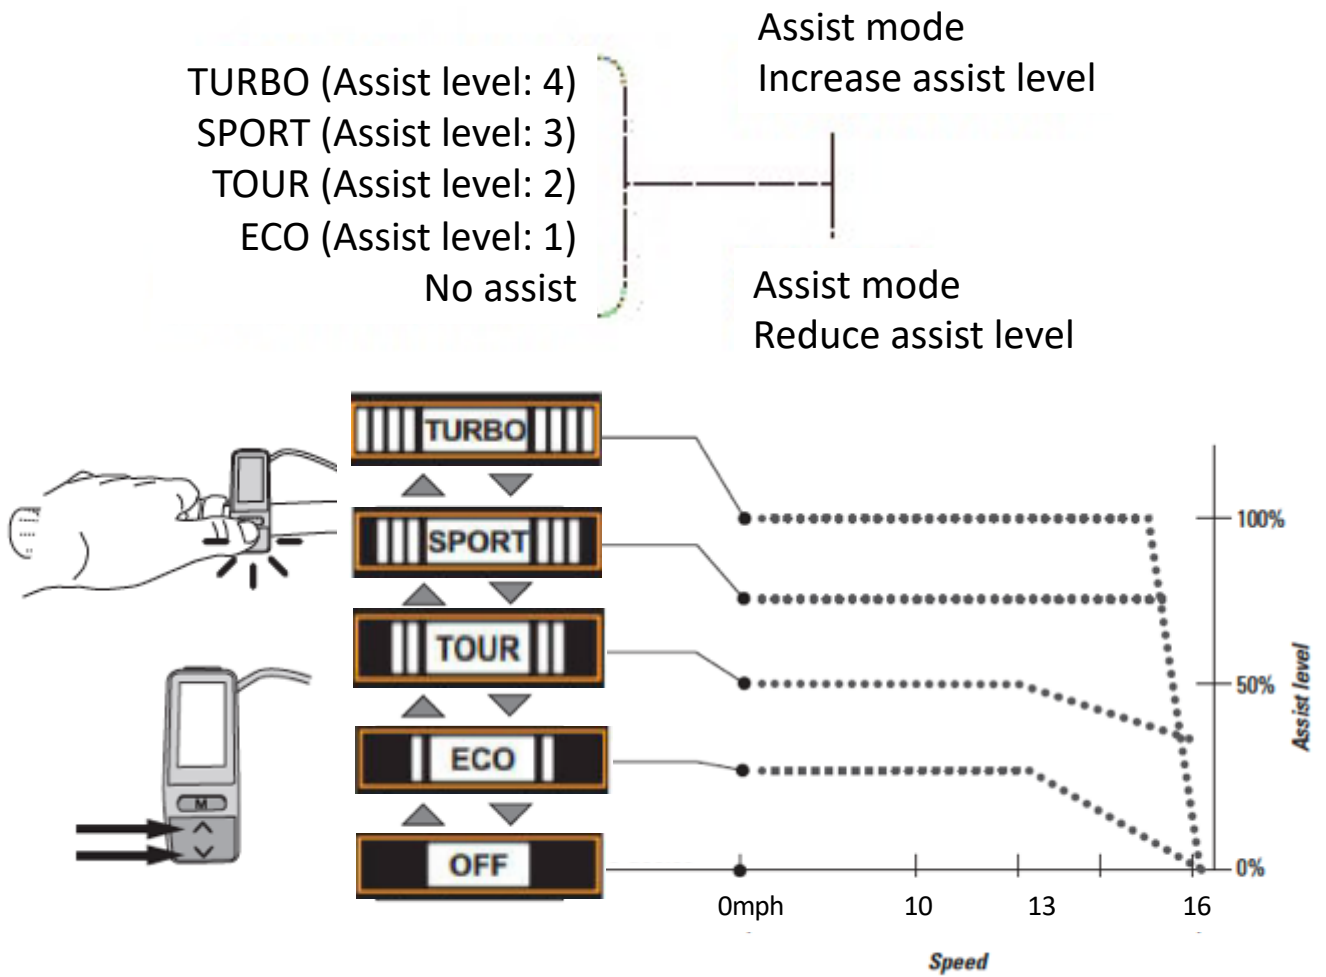 Assist mode
Increase assist level
TURBO (Assist level: 4)
SPORT (Assist level: 3)
TOUR (Assist level: 2)
ECO (Assist level: 1)
No assist
Assist mode
Reduce assist level
TURBO
SPORT
TOUR
ECO
OFF
M
100%
50%
0%
Assist level
0mph 10 13 16
Speed